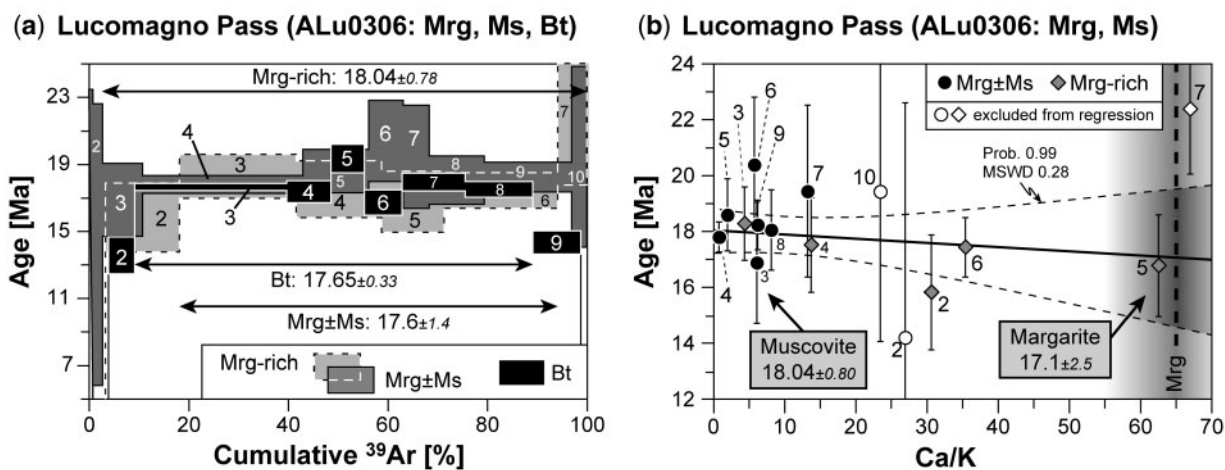 (a) Lucomagno Pass (ALu0306: Mrg, Ms, Bt)
Mrg-rich: 18.04±0.78
23
19
15
11
7
Age [Ma]
2
3
2
2
4
3
3
4
5
5
4
6
7
6
7
5
8
8
9
9
9
7
10
Bt: 17.65±0.33
Mrg±Ms: 17.6±1.4
Mrg-rich
Mrg±Ms
Bt
0 20 40 60 80 100
Cumulative ³⁹Ar [%]
(b) Lucomagno Pass (ALu0306: Mrg, Ms)
Mrg±Ms Mrg-rich
excluded from regression
Prob. 0.99
MSWD 0.28
24
22
20
18
16
14
12
Age [Ma]
5
3
6
9
7
10
7
4
8
3
4
2
2
6
5
Muscovite
18.04±0.80
Margarite
17.1±2.5
Mrg
0 10 20 30 40 50 60 70
Ca/K